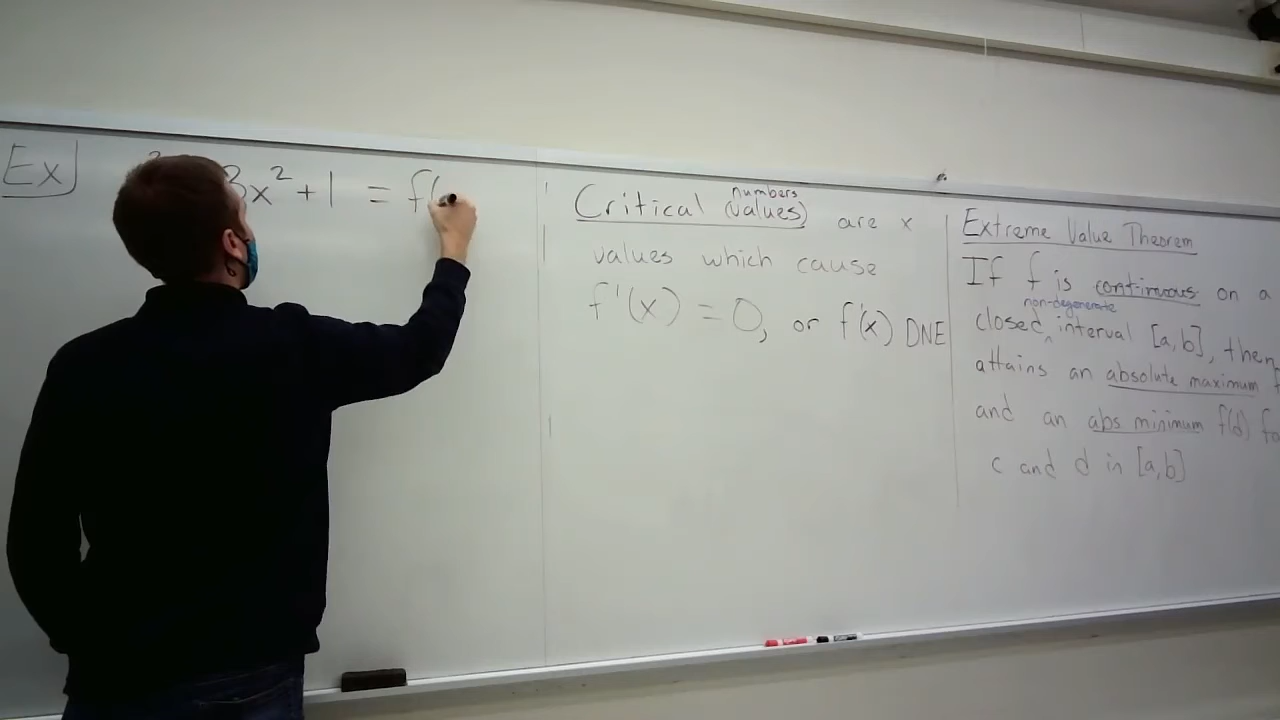 Ex
3x² + 1 = f(
numbers
Critical (values) are x
values which cause
f'(x) = 0, or f'(x) DNE
Extreme Value Theorem
If f is continuous on a
non-degenerate
closed ^ interval [a,b], then
attains an absolute maximum
and an abs minimum f(d)
c and d in [a,b]